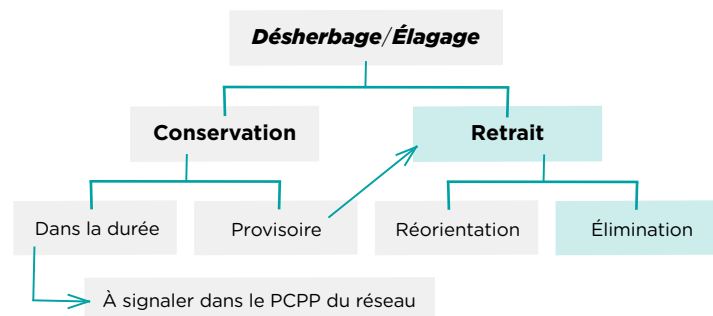 Désherbage/Élagage
Conservation
Retrait
Dans la durée
Provisoire
Réorientation
Élimination
À signaler dans le PCPP du réseau